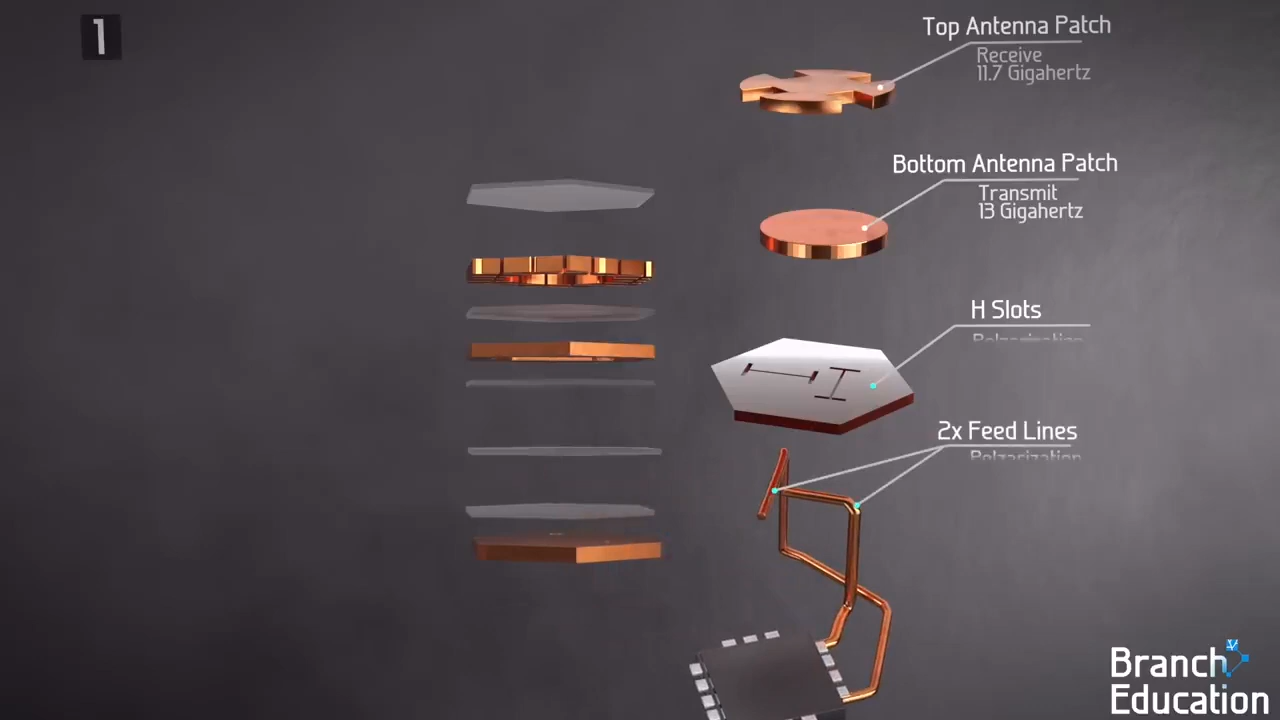 1
Top Antenna Patch
Receive
11.7 Gigahertz
Bottom Antenna Patch
Transmit
13 Gigahertz
H Slots
2x Feed Lines
Branch
Education